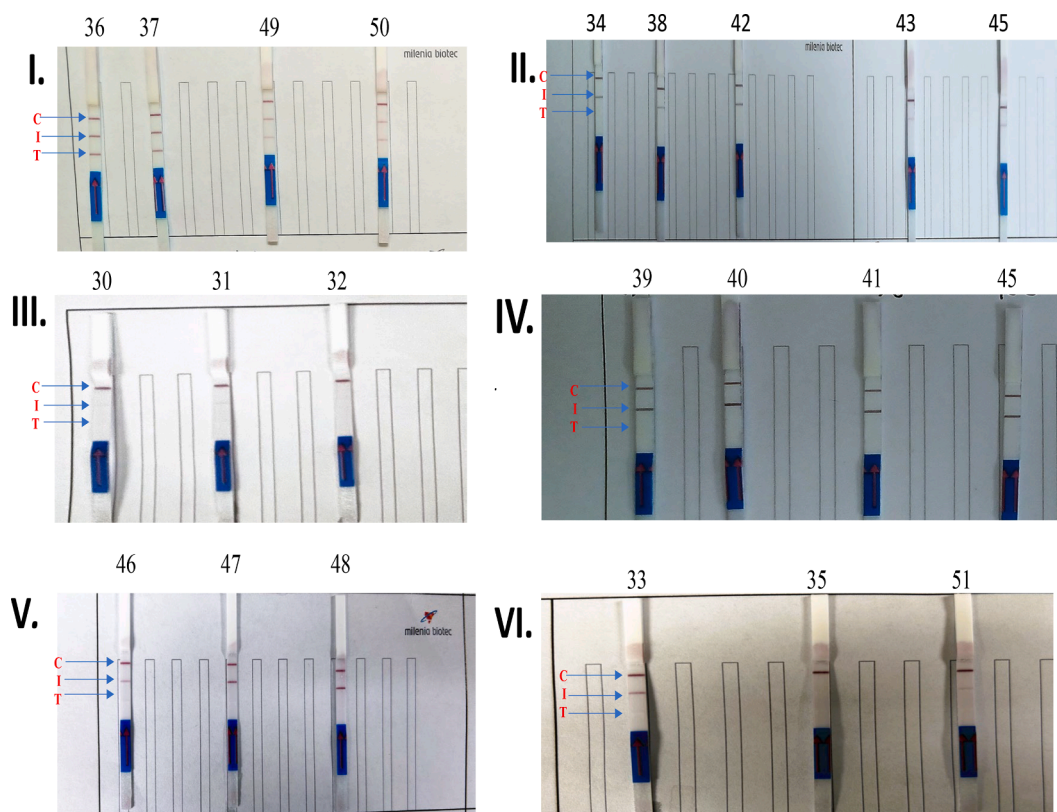 I.
36 37 49 50
milenia biotec
C
I
T
II.
34 38 42 43 45
milenia biotec
C
I
T
III.
30 31 32
C
I
T
IV.
39 40 41 45
C
I
T
V.
46 47 48
milenia biotec
C
I
T
VI.
33 35 51
C
I
T